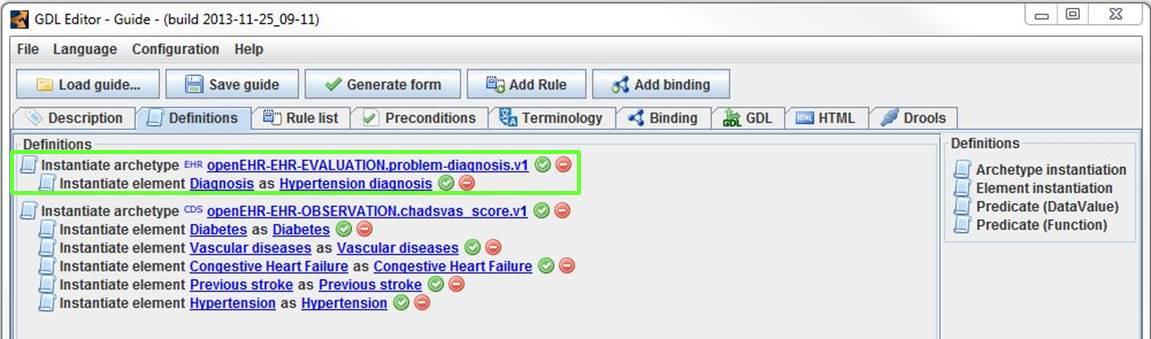 GDL Editor - Guide - (build 2013-11-25_09-11)
File Language Configuration Help
Load guide... Save guide Generate form Add Rule Add binding
Description Definitions Rule list Preconditions Terminology Binding GDL GDL HTML HTML Drools
Definitions
Instantiate archetype EHR openEHR-EHR-EVALUATION.problem-diagnosis.v1
Instantiate element Diagnosis as Hypertension diagnosis
Instantiate archetype CDS openEHR-EHR-OBSERVATION.chadsvas_score.v1
Instantiate element Diabetes as Diabetes
Instantiate element Vascular diseases as Vascular diseases
Instantiate element Congestive Heart Failure as Congestive Heart Failure
Instantiate element Previous stroke as Previous stroke
Instantiate element Hypertension as Hypertension
Definitions
Archetype instantiation
Element instantiation
Predicate (DataValue)
Predicate (Function)